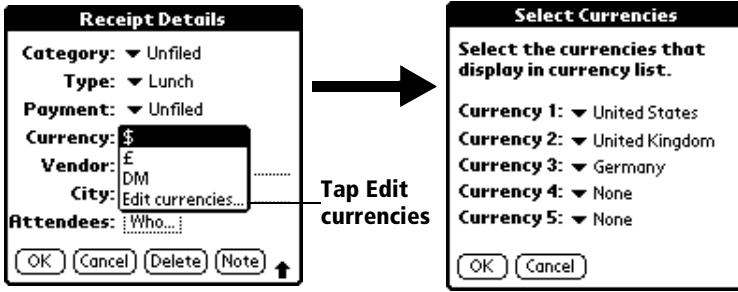 Receipt Details
Category: Unfiled
Type: Lunch
Payment: Unfiled
Currency: $
£
DM
Edit currencies...
Vendor:
City:
Attendees: Who...
OK Cancel Delete Note
Tap Edit
currencies
Select Currencies
Select the currencies that
display in currency list.
Currency 1: United States
Currency 2: United Kingdom
Currency 3: Germany
Currency 4: None
Currency 5: None
OK Cancel